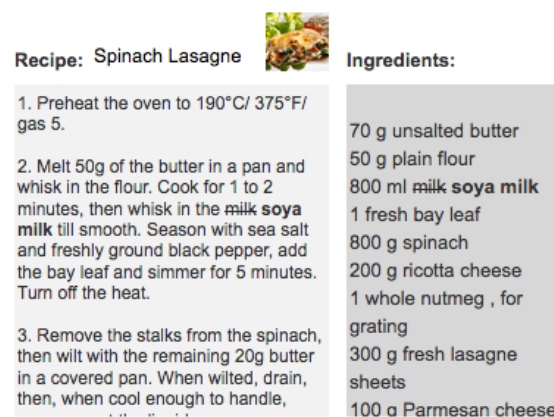 Recipe: Spinach Lasagne
1. Preheat the oven to 190°C/ 375°F/
gas 5.
2. Melt 50g of the butter in a pan and
whisk in the flour. Cook for 1 to 2
minutes, then whisk in the milk soya
milk till smooth. Season with sea salt
and freshly ground black pepper, add
the bay leaf and simmer for 5 minutes.
Turn off the heat.
3. Remove the stalks from the spinach,
then wilt with the remaining 20g butter
in a covered pan. When wilted, drain,
then, when cool enough to handle,
Ingredients:
70 g unsalted butter
50 g plain flour
800 ml milk soya milk
1 fresh bay leaf
800 g spinach
200 g ricotta cheese
1 whole nutmeg , for
grating
300 g fresh lasagne
sheets
100 g Parmesan cheese